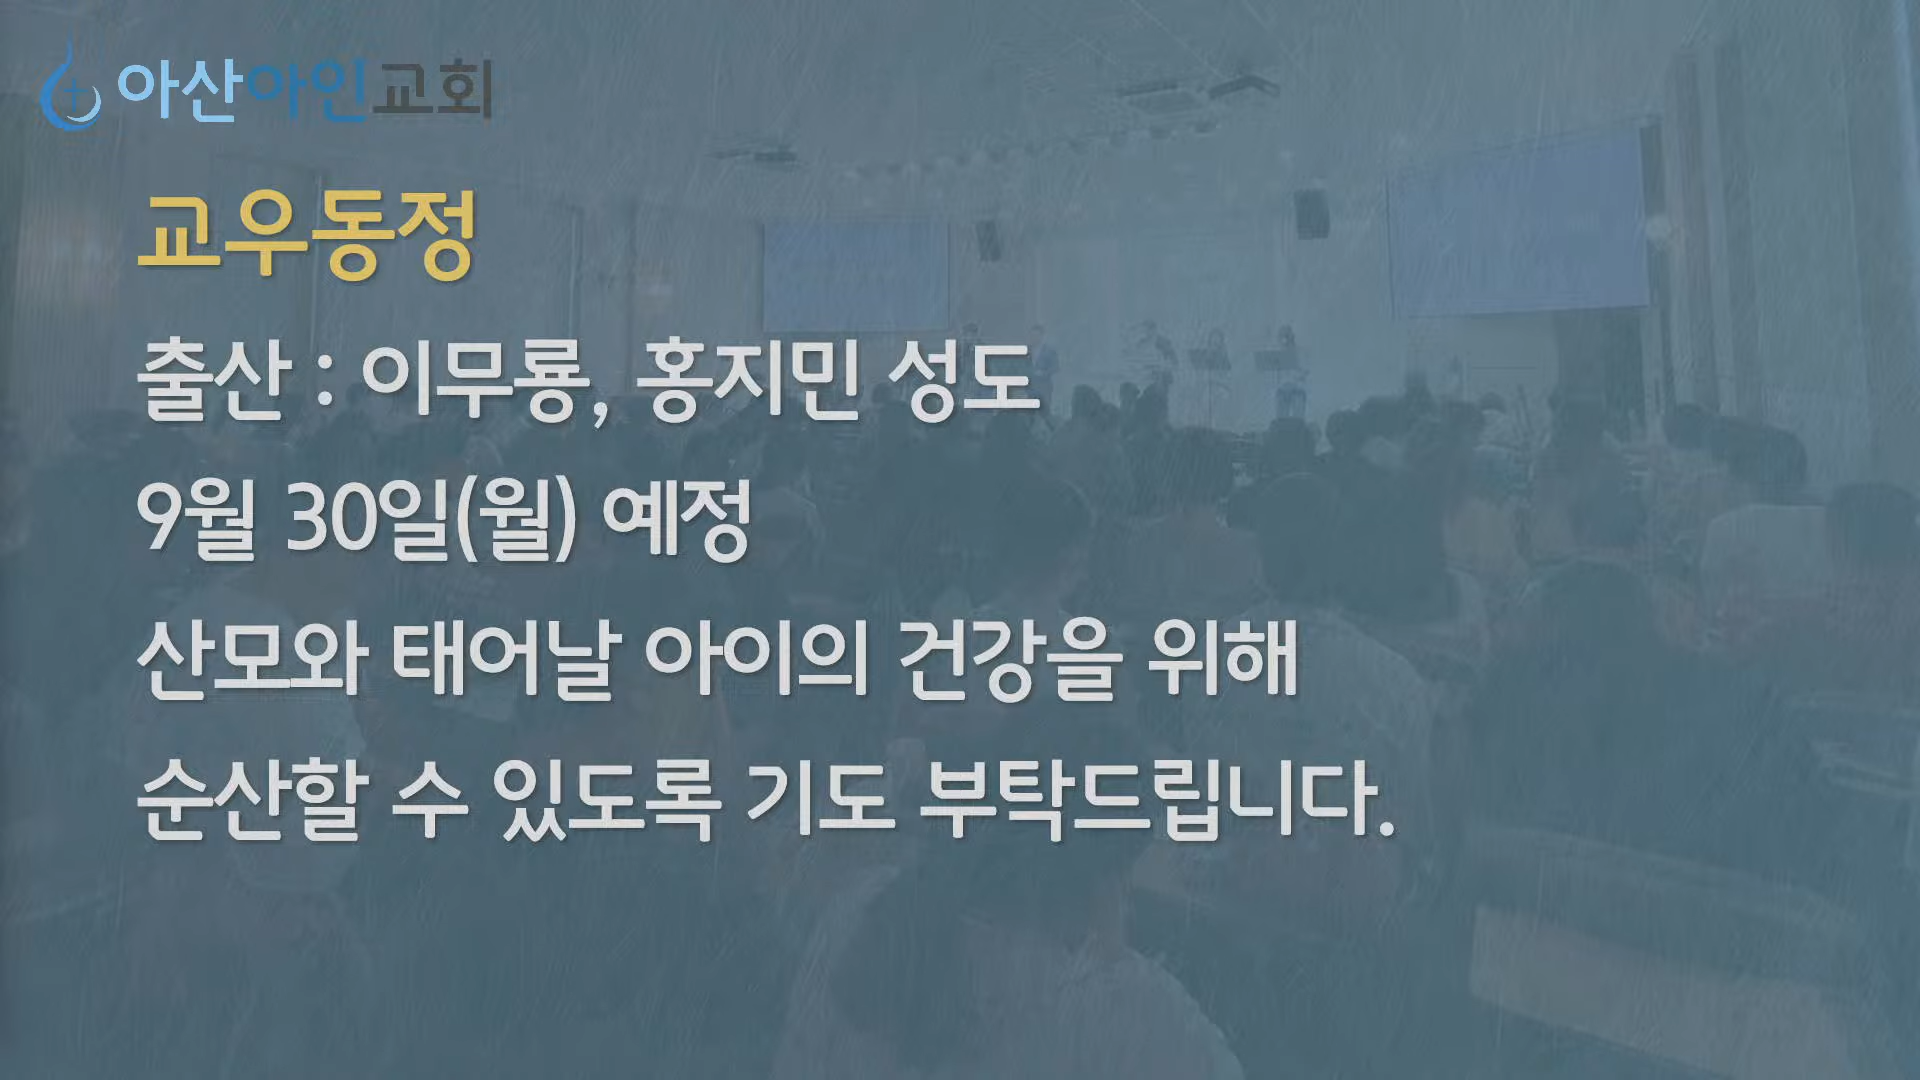 아산아인교회
교우동정
출산 : 이무룡, 홍지민 성도
9월 30일(월) 예정
산모와 태어날 아이의 건강을 위해
순산할 수 있도록 기도 부탁드립니다.